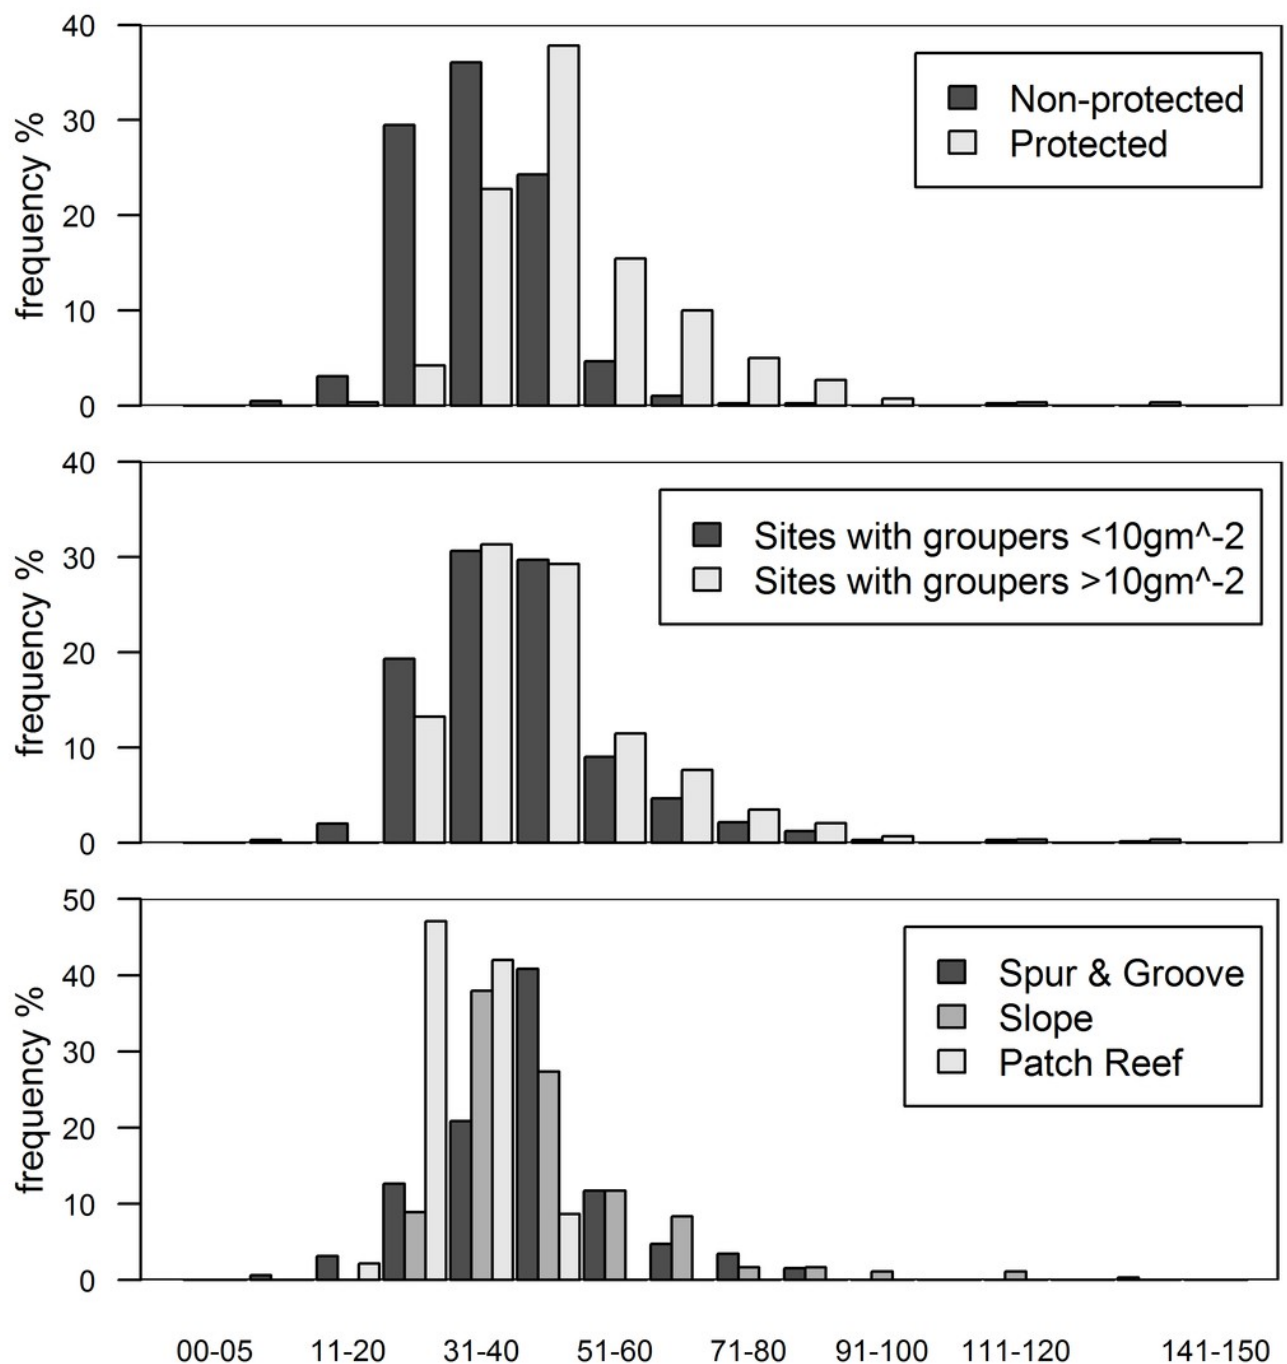 40
30
20
10
0
frequency %
Non-protected
Protected
40
30
20
10
0
frequency %
Sites with groupers <10gm^-2
Sites with groupers >10gm^-2
50
40
30
20
10
0
frequency %
Spur & Groove
Slope
Patch Reef
00-05 11-20 31-40 51-60 71-80 91-100 111-120 141-150